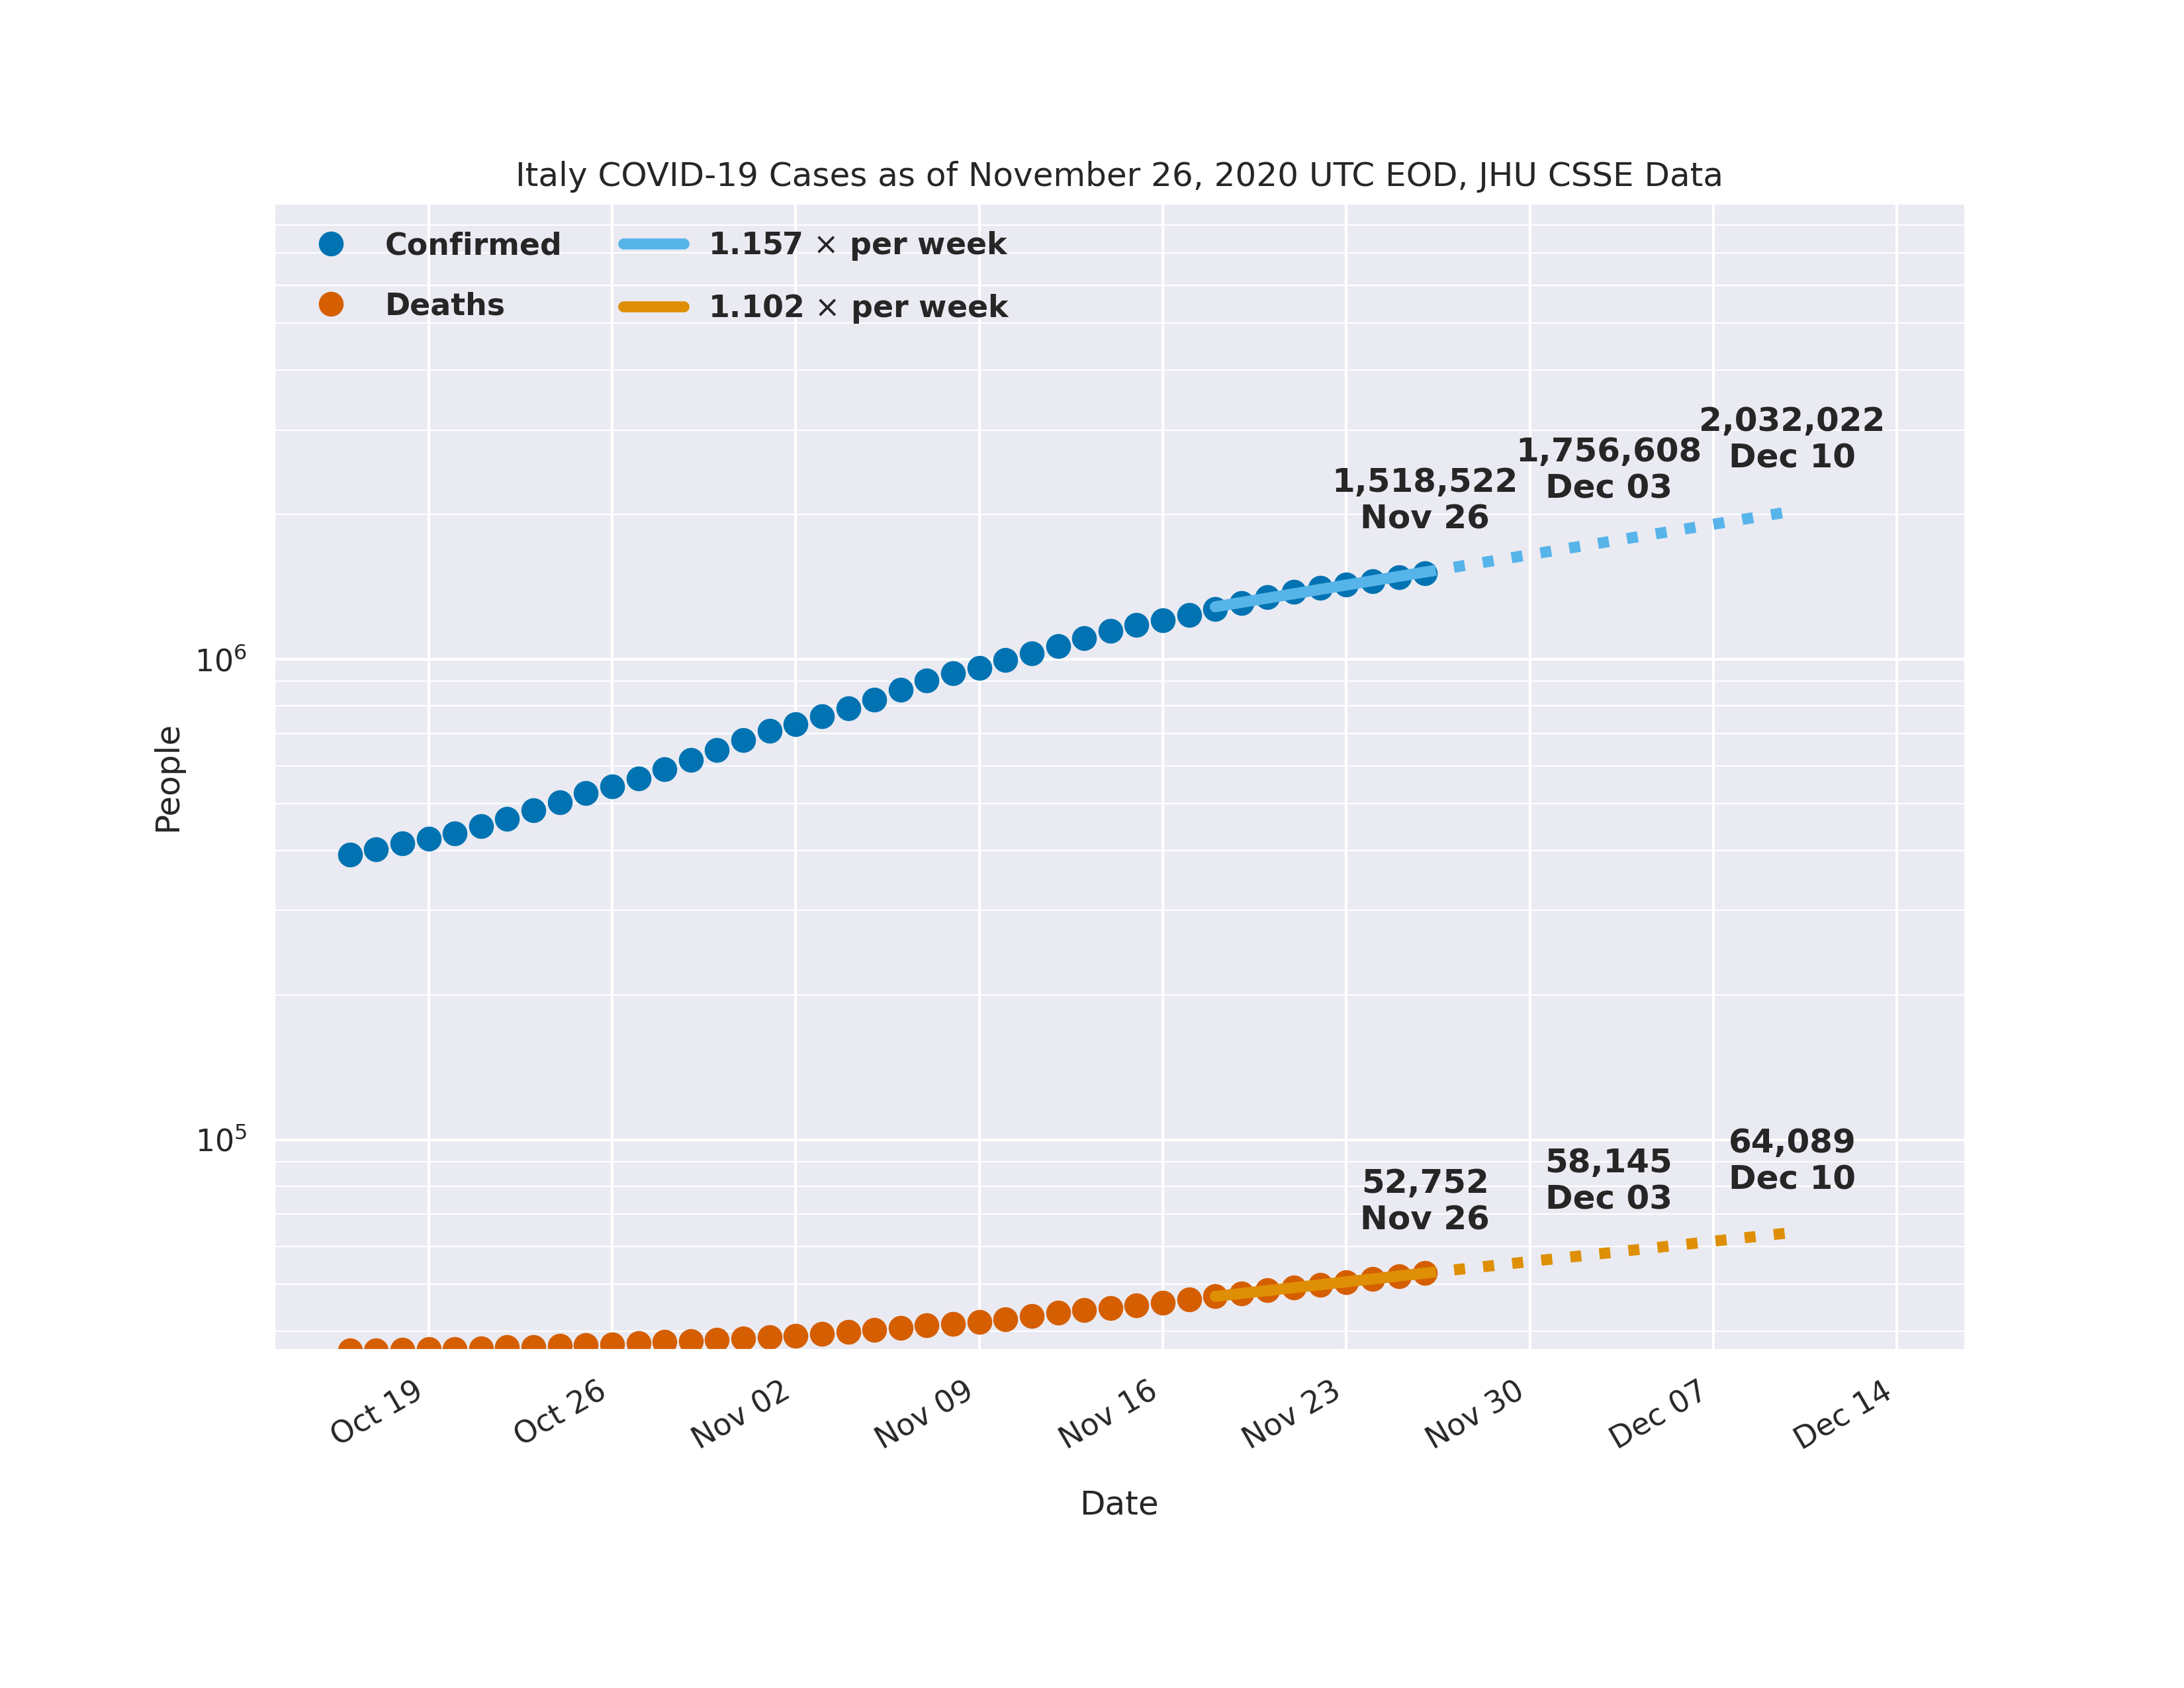 Italy COVID-19 Cases as of November 26, 2020 UTC EOD, JHU CSSE Data
Confirmed
Deaths
1.157 × per week
1.102 × per week
2,032,022
Dec 10
1,756,608
Dec 03
1,518,522
Nov 26
10⁶
People
10⁵
64,089
Dec 10
58,145
Dec 03
52,752
Nov 26
Oct 19
Oct 26
Nov 02
Nov 09
Nov 16
Nov 23
Nov 30
Dec 07
Dec 14
Date